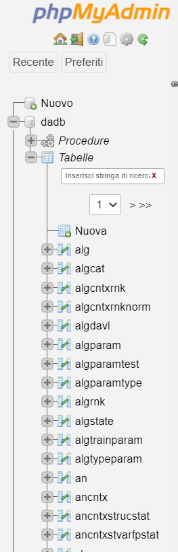 phpMyAdmin
Recente Preferiti
Nuovo
dadb
Procedure
Tabelle
Inserisci stringa di ricerca X
1 > >>
Nuova
alg
algcat
algcntxrnk
algcntxrnknorm
algdavl
algparam
algparamtest
algparamtype
algrnk
algstate
algtrainparam
algtypeparam
an
ancntx
ancntxstrucstat
ancntxstvarfpstat